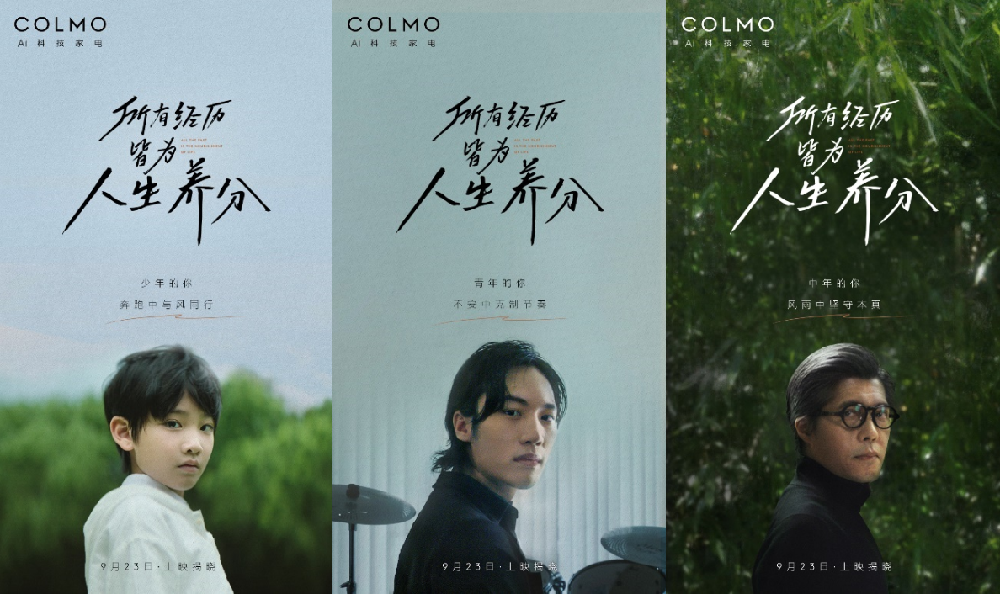 COLMO
Ai 科技家电
所有经历
皆为
ALL THE PAST
IS THE NOURISHMENT
OF LIFE
人生养分
少年的你
奔跑中与风同行
9月23日·上映揭晓
COLMO
Ai 科技家电
所有经历
皆为
ALL THE PAST
IS THE NOURISHMENT
OF LIFE
人生养分
青年的你
不安中克制节奏
9月23日·上映揭晓
COLMO
Ai 科技家电
所有经历
皆为
ALL THE PAST
IS THE NOURISHMENT
OF LIFE
人生养分
中年的你
风雨中坚守本真
9月23日·上映揭晓